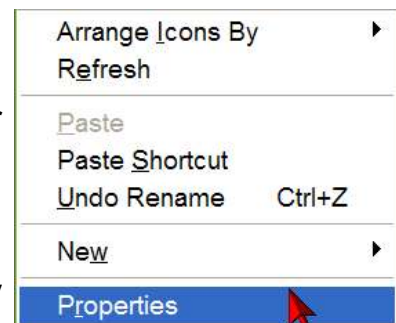 Arrange Icons By
Refresh
Paste
Paste Shortcut
Undo Rename Ctrl+Z
New
Properties